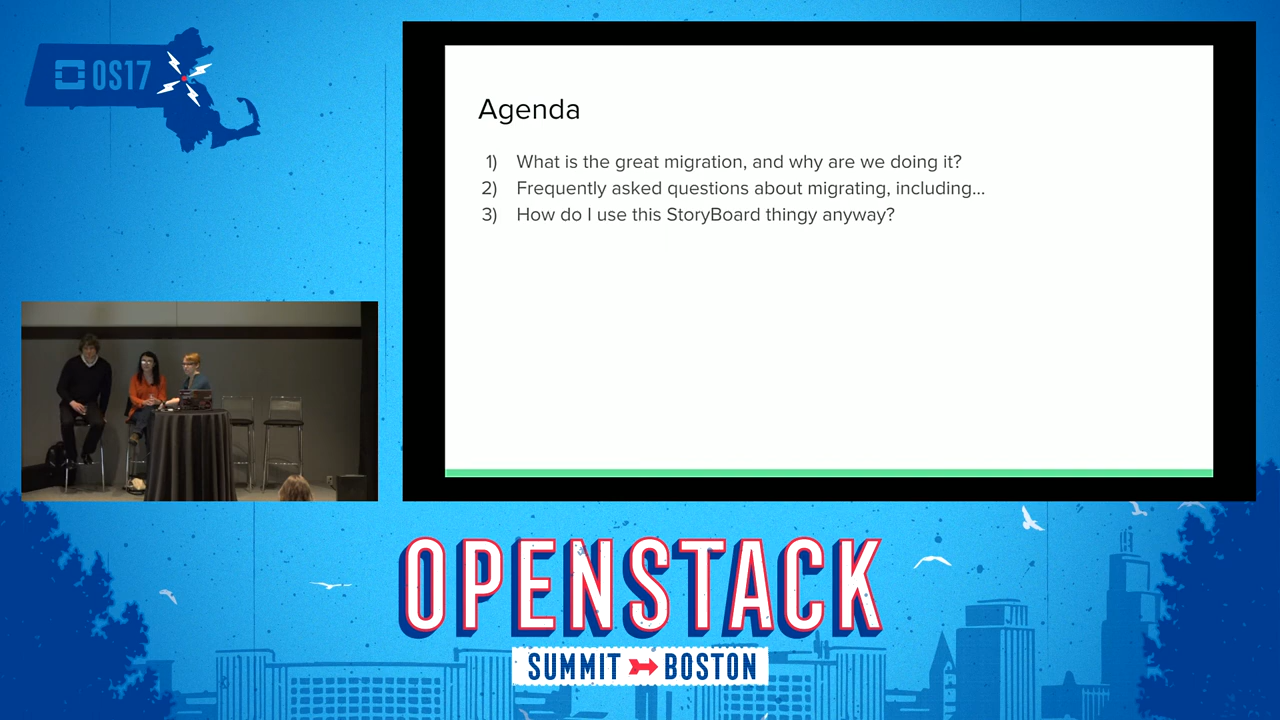 OS17
Agenda
1) What is the great migration, and why are we doing it?
2) Frequently asked questions about migrating, including...
3) How do I use this StoryBoard thingy anyway?
OPENSTACK
SUMMIT BOSTON